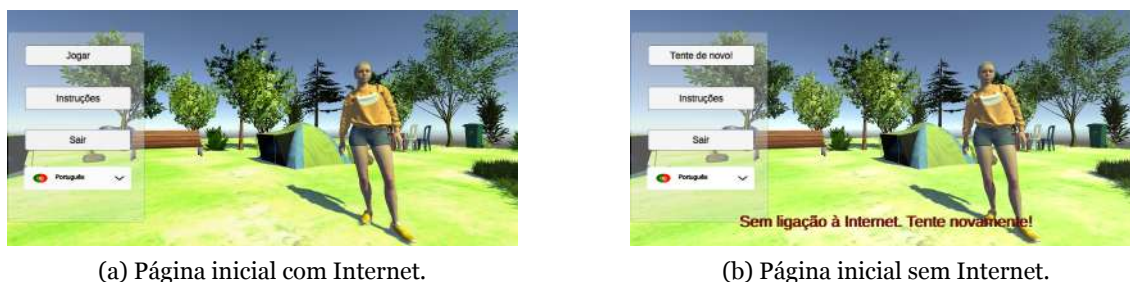 Jogar
Instruções
Sair
Português
(a) Página inicial com Internet.
Tente de novo!
Instruções
Sair
Português
Sem ligação à Internet. Tente novamente!
(b) Página inicial sem Internet.